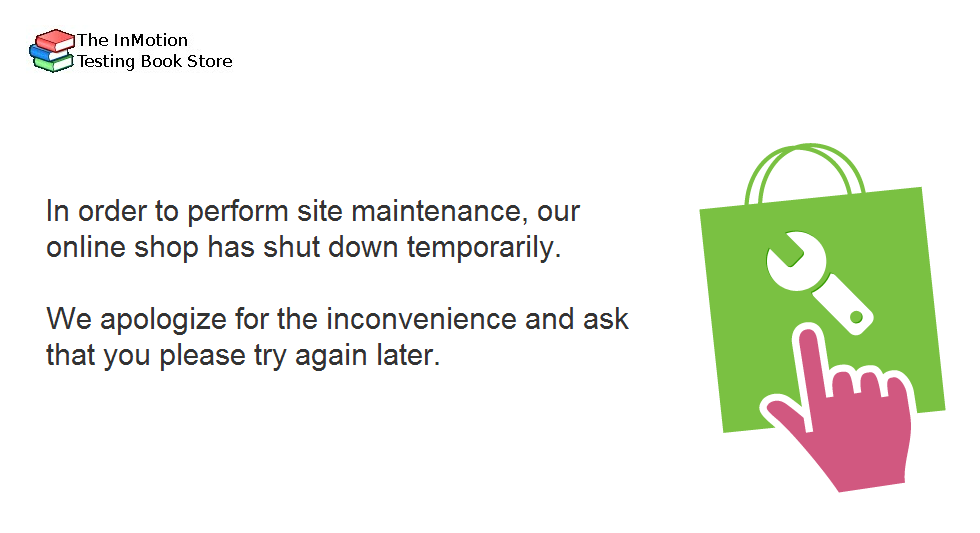 The InMotion
Testing Book Store
In order to perform site maintenance, our
online shop has shut down temporarily.
We apologize for the inconvenience and ask
that you please try again later.